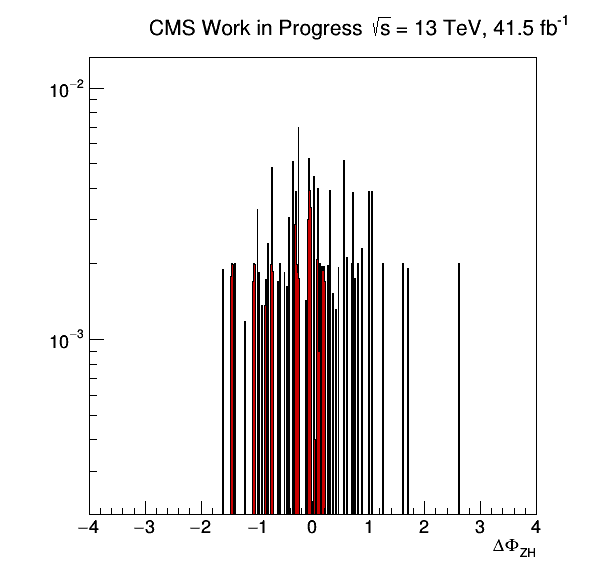 CMS Work in Progress √s = 13 TeV, 41.5 fb⁻¹
10⁻²
10⁻³
−4 −3 −2 −1 0 1 2 3 4
ΔΦ_ZH